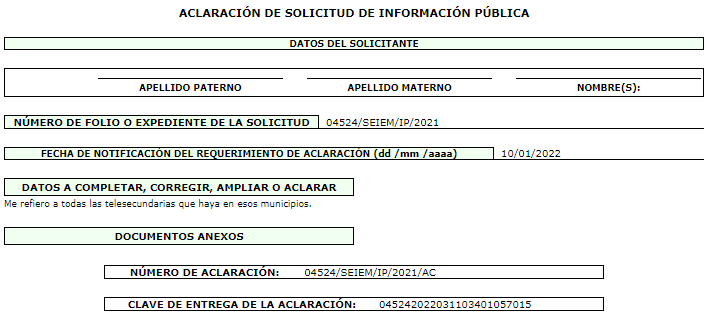 ACLARACIÓN DE SOLICITUD DE INFORMACIÓN PÚBLICA
DATOS DEL SOLICITANTE
APELLIDO PATERNO APELLIDO MATERNO NOMBRE(S):
NÚMERO DE FOLIO O EXPEDIENTE DE LA SOLICITUD 04524/SEIEM/IP/2021
FECHA DE NOTIFICACIÓN DEL REQUERIMIENTO DE ACLARACIÓN (dd /mm /aaaa) 10/01/2022
DATOS A COMPLETAR, CORREGIR, AMPLIAR O ACLARAR
Me refiero a todas las telesecundarias que haya en esos municipios.
DOCUMENTOS ANEXOS
NÚMERO DE ACLARACIÓN: 04524/SEIEM/IP/2021/AC
CLAVE DE ENTREGA DE LA ACLARACIÓN: 045242022031103401057015